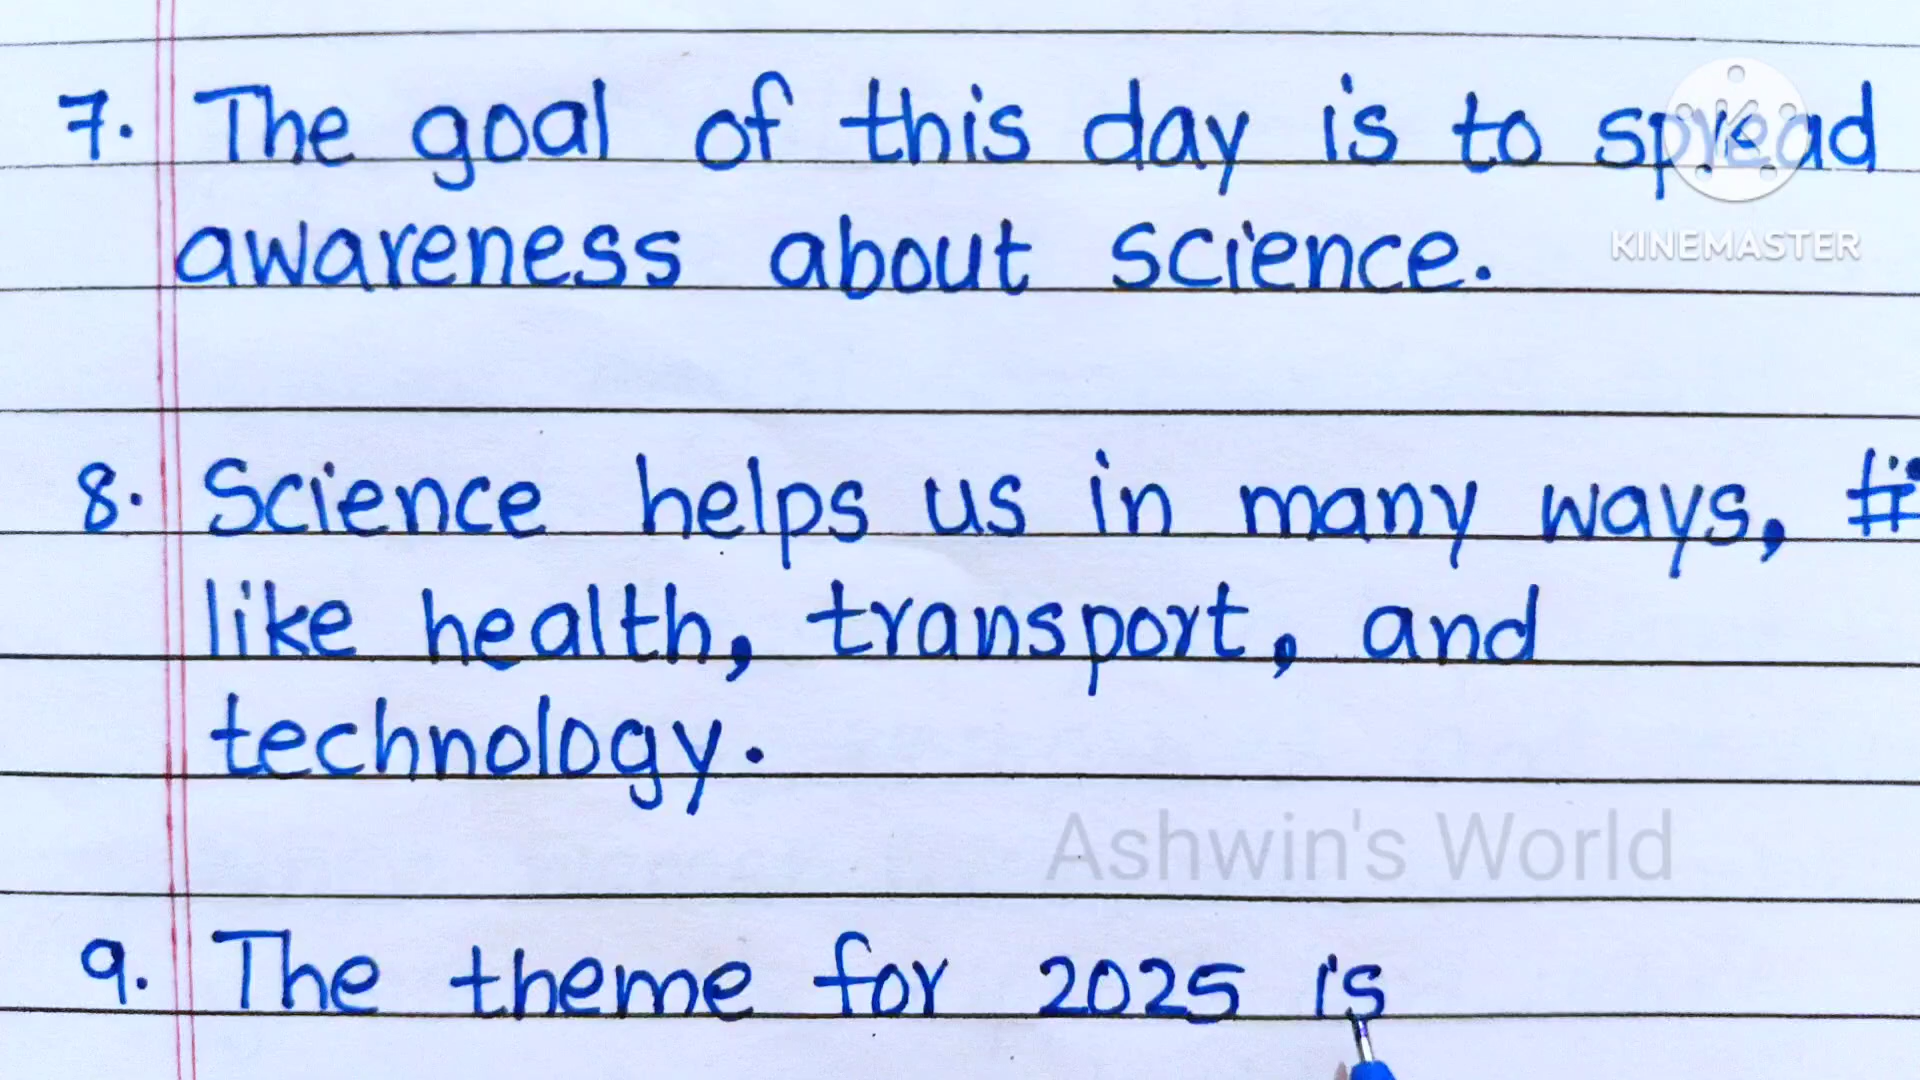 7. The goal of this day is to spread
KINEMASTER
awareness about science.
8. Science helps us in many ways,
like health, transport, and
technology.
Ashwin's World
9. The theme for 2025 is